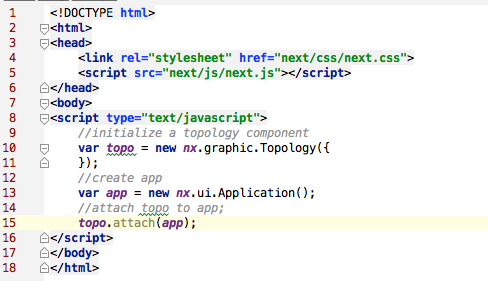 1 <!DOCTYPE html>
2 <html>
3 <head>
4 <link rel="stylesheet" href="next/css/next.css">
5 <script src="next/js/next.js"></script>
6 </head>
7 <body>
8 <script type="text/javascript">
9 //initialize a topology component
10 var topo = new nx.graphic.Topology({
11 });
12 //create app
13 var app = new nx.ui.Application();
14 //attach topo to app;
15 topo.attach(app);
16 </script>
17 </body>
18 </html>